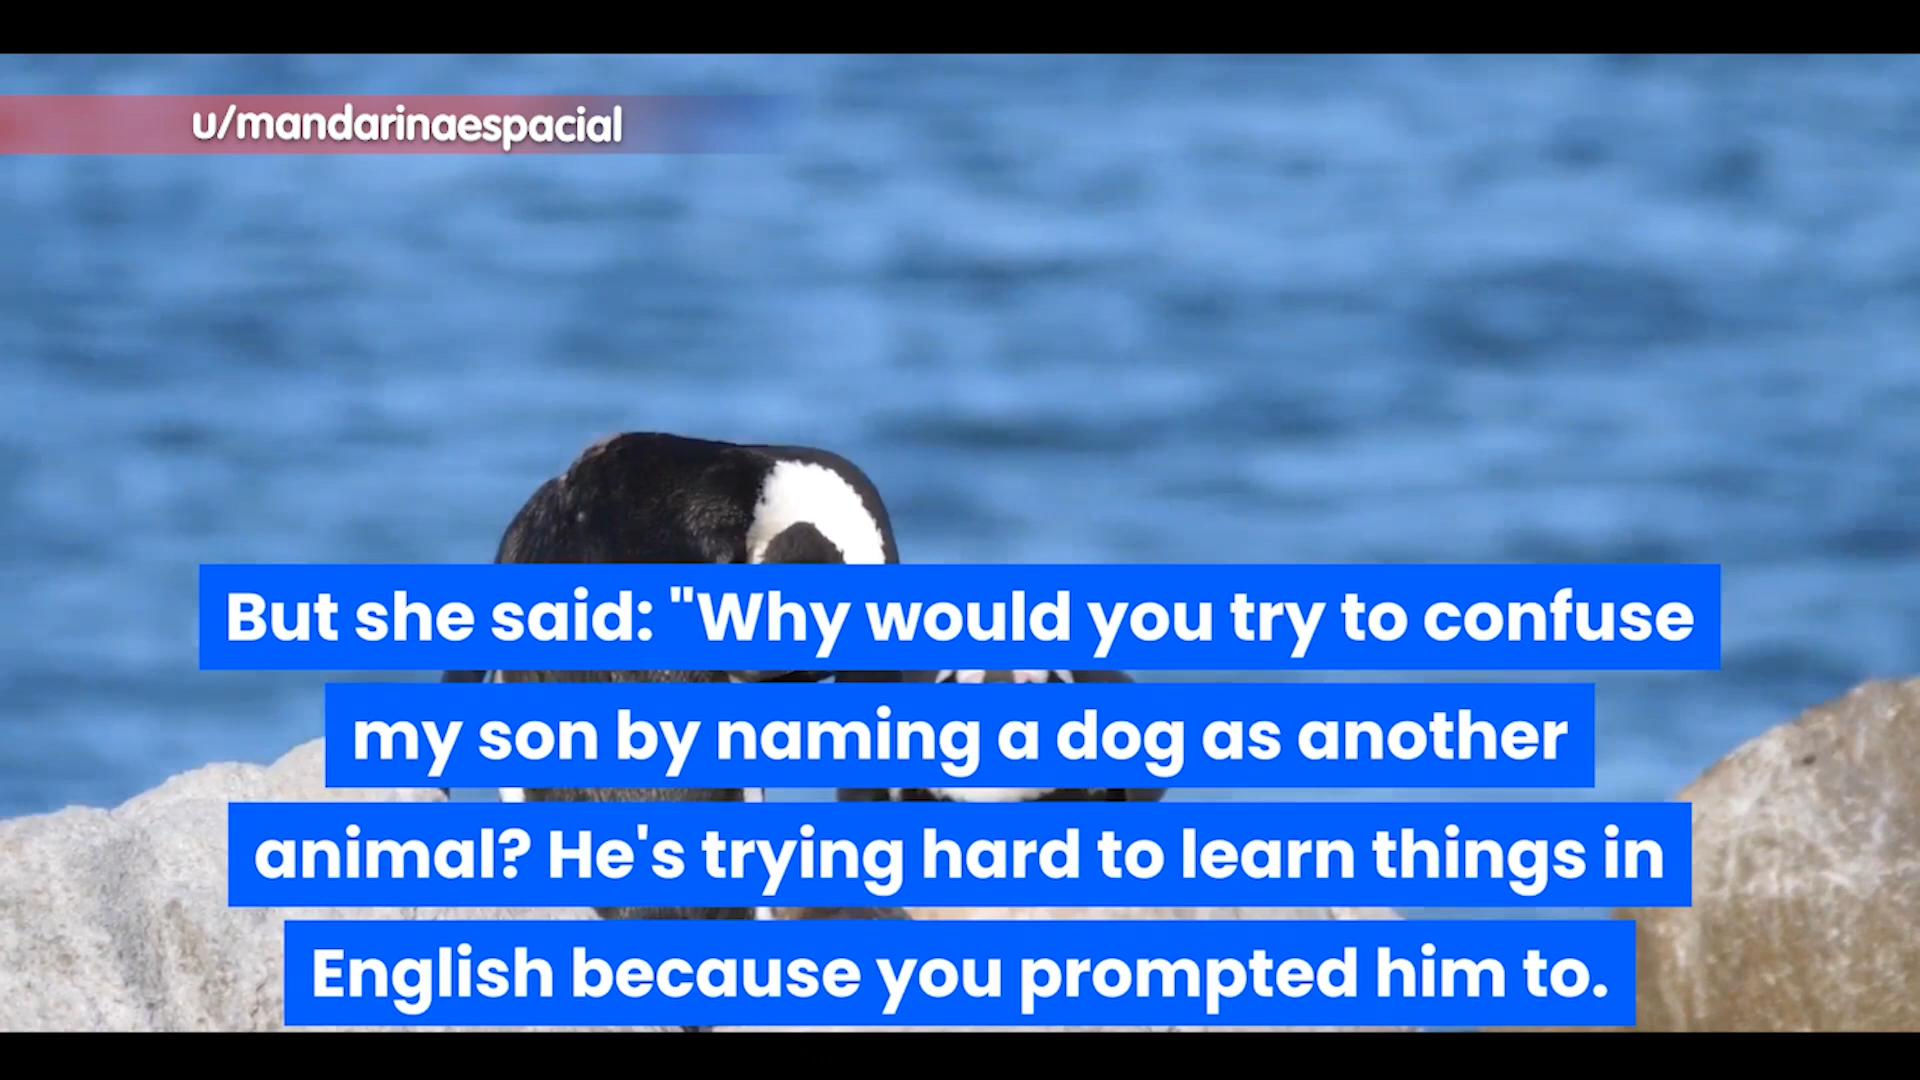 u/mandarinaespacial
But she said: "Why would you try to confuse
my son by naming a dog as another
animal? He's trying hard to learn things in
English because you prompted him to.